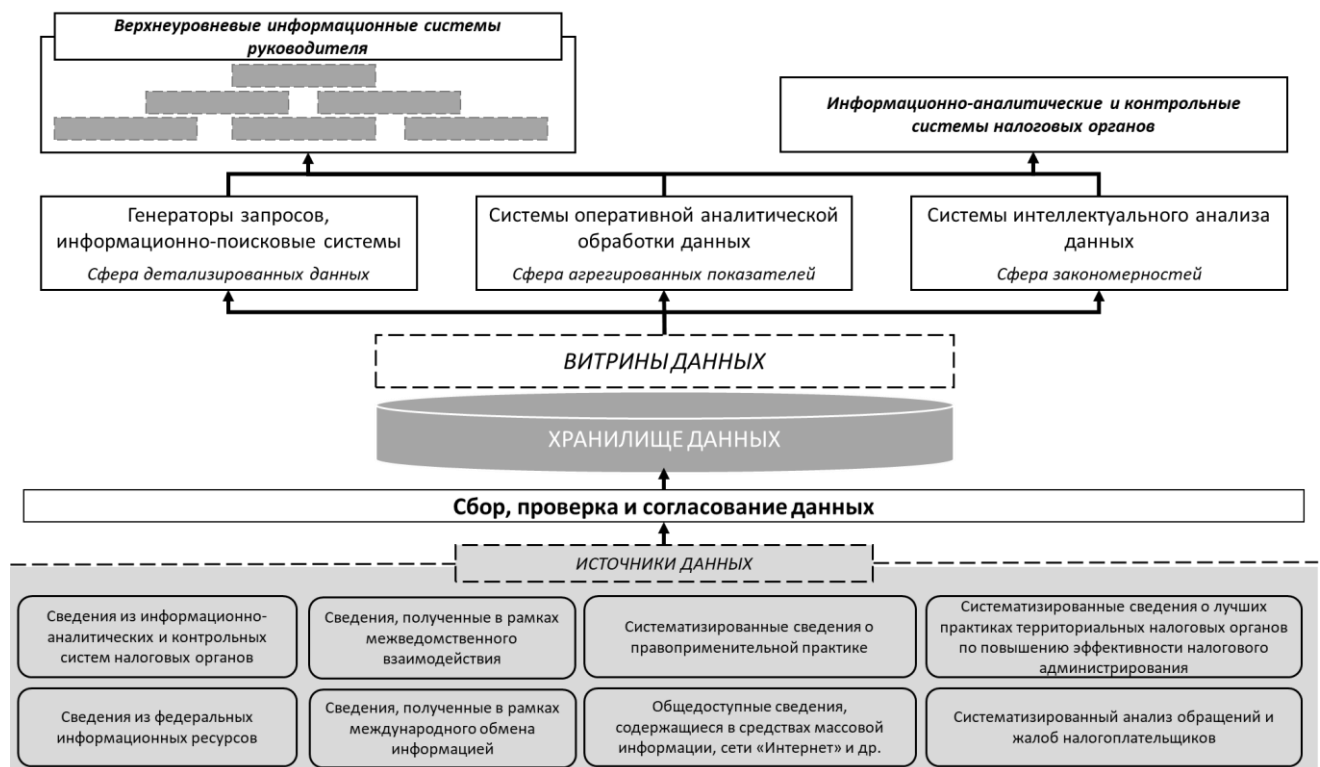 Верхнеуровневые информационные системы
руководителя
Информационно-аналитические и контрольные
системы налоговых органов
Генераторы запросов,
информационно-поисковые системы
Сфера детализированных данных
Системы оперативной аналитической
обработки данных
Сфера агрегированных показателей
Системы интеллектуального анализа
данных
Сфера закономерностей
ВИТРИНЫ ДАННЫХ
ХРАНИЛИЩЕ ДАННЫХ
Сбор, проверка и согласование данных
ИСТОЧНИКИ ДАННЫХ
Сведения из информационно-
аналитических и контрольных
систем налоговых органов
Сведения, полученные в рамках
межведомственного
взаимодействия
Систематизированные сведения о
правоприменительной практике
Систематизированные сведения о лучших
практиках территориальных налоговых органов
по повышению эффективности налогового
администрирования
Сведения из федеральных
информационных ресурсов
Сведения, полученные в рамках
международного обмена
информацией
Общедоступные сведения,
содержащиеся в средствах массовой
информации, сети «Интернет» и др.
Систематизированный анализ обращений и
жалоб налогоплательщиков